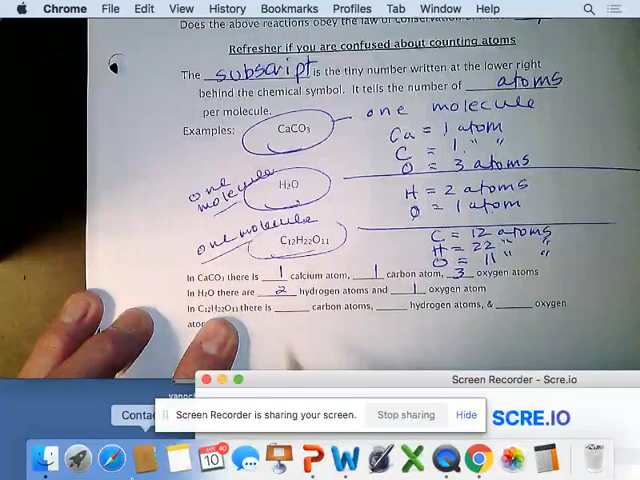 Chrome File Edit View History Bookmarks Profiles Tab Window Help
Does the above reactions obey the law of conservation of
Refresher if you are confused about counting atoms
The subscript is the tiny number written at the lower right
behind the chemical symbol. It tells the number of atoms
per molecule.
one molecule
Examples:
CaCO₃
Ca = 1 atom
C = 1 " "
O = 3 atoms
one
molecule
H₂O
H = 2 atoms
O = 1 atom
one molecule
C₁₂H₂₂O₁₁
C = 12 atoms
H = 22 " "
O = 11 "
In CaCO₃ there is 1 calcium atom, 1 carbon atom, 3 oxygen atoms
In H₂O there are 2 hydrogen atoms and 1 oxygen atom
In C₁₂H₂₂O₁₁ there is ______ carbon atoms, ______ hydrogen atoms, & ______ oxygen
Screen Recorder - Scre.io
Contac
Screen Recorder is sharing your screen. Stop sharing Hide
SCRE.IO
10